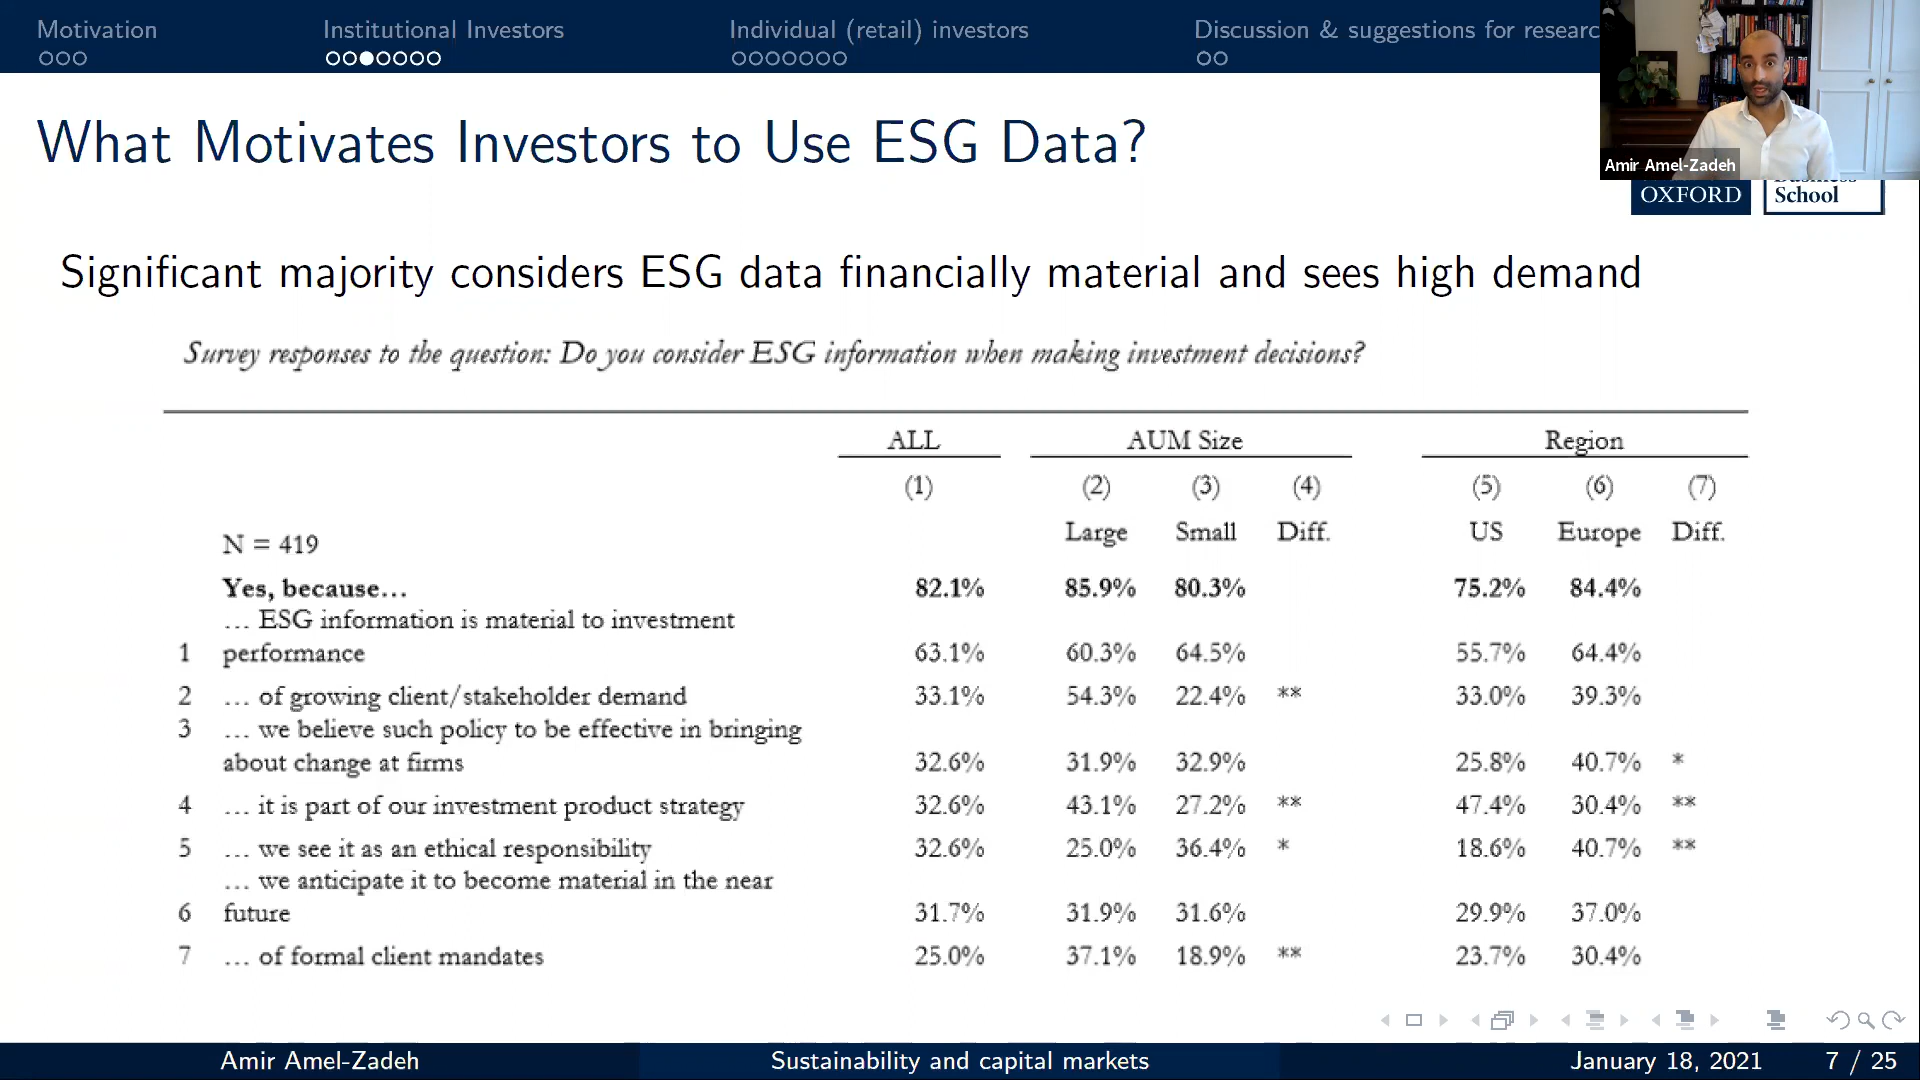 Motivation
Institutional Investors
Individual (retail) investors
Discussion & suggestions for researc
Amir Amel-Zadeh
OXFORD
School
What Motivates Investors to Use ESG Data?
Significant majority considers ESG data financially material and sees high demand
Survey responses to the question: Do you consider ESG information when making investment decisions?
ALL AUM Size Region
(1) (2) (3) (4) (5) (6) (7)
Large Small Diff. US Europe Diff.
N = 419
Yes, because... 82.1% 85.9% 80.3% 75.2% 84.4%
... ESG information is material to investment
1 performance 63.1% 60.3% 64.5% 55.7% 64.4%
2 ... of growing client/stakeholder demand 33.1% 54.3% 22.4% ** 33.0% 39.3%
3 ... we believe such policy to be effective in bringing
about change at firms 32.6% 31.9% 32.9% 25.8% 40.7% *
4 ... it is part of our investment product strategy 32.6% 43.1% 27.2% ** 47.4% 30.4% **
5 ... we see it as an ethical responsibility 32.6% 25.0% 36.4% * 18.6% 40.7% **
... we anticipate it to become material in the near
6 future 31.7% 31.9% 31.6% 29.9% 37.0%
7 ... of formal client mandates 25.0% 37.1% 18.9% ** 23.7% 30.4%
Amir Amel-Zadeh Sustainability and capital markets January 18, 2021 7 / 25